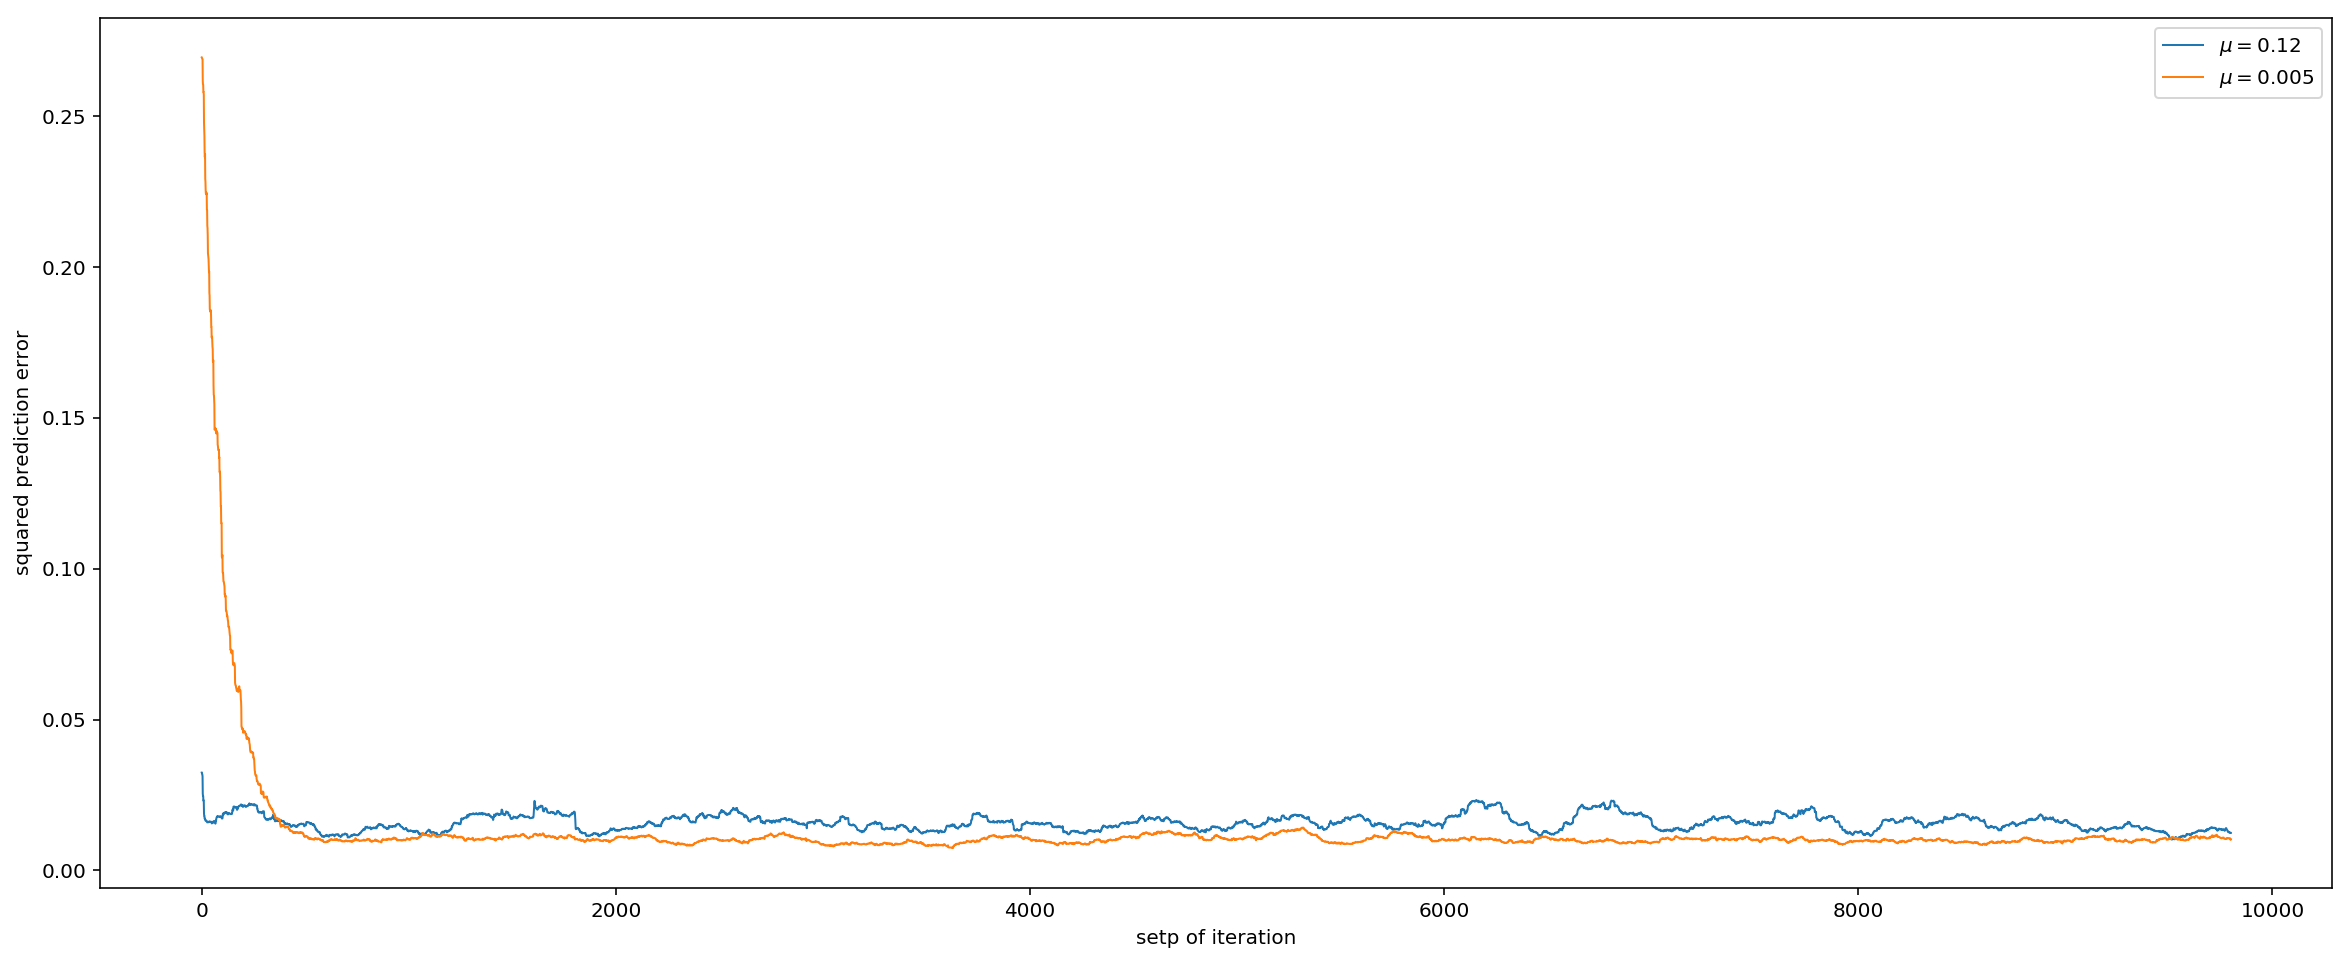 μ = 0.12
μ = 0.005
squared prediction error
0.25
0.20
0.15
0.10
0.05
0.00
0 2000 4000 6000 8000 10000
setp of iteration